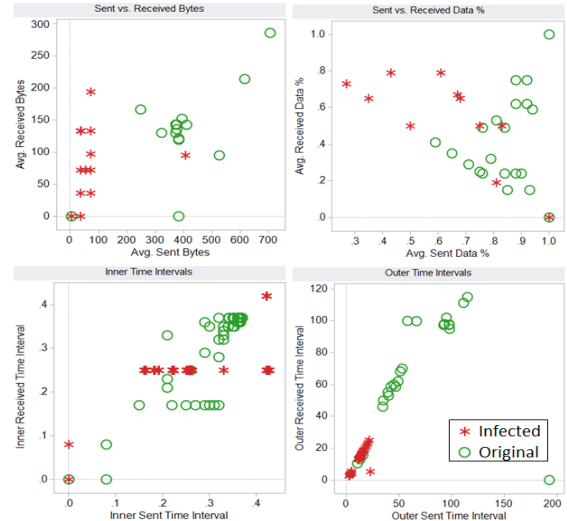 Sent vs. Received Bytes
Avg. Received Bytes
300
250
200
150
100
50
0
0 100 200 300 400 500 600 700
Avg. Sent Bytes
Sent vs. Received Data %
Avg. Received Data %
1.0
.8
.6
.4
.2
.0
.3 .4 .5 .6 .7 .8 .9 1.0
Avg. Sent Data %
Inner Time Intervals
Inner Received Time Interval
.4
.3
.2
.1
.0
.0 .1 .2 .3 .4
Inner Sent Time Interval
Outer Time Intervals
Outer Received Time Interval
120
100
80
60
40
20
0
0 50 100 150 200
Outer Sent Time Interval
Infected
Original